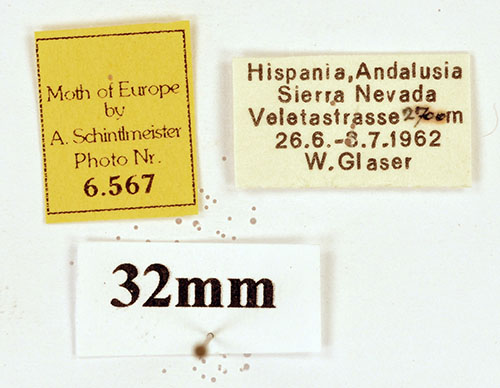 Moth of Europe
by
A. Schintlmeister
Photo Nr.
6.567
Hispania, Andalusia
Sierra Nevada
Veletastrasse 2700m
26.6.-8.7.1962
W. Glaser
32mm